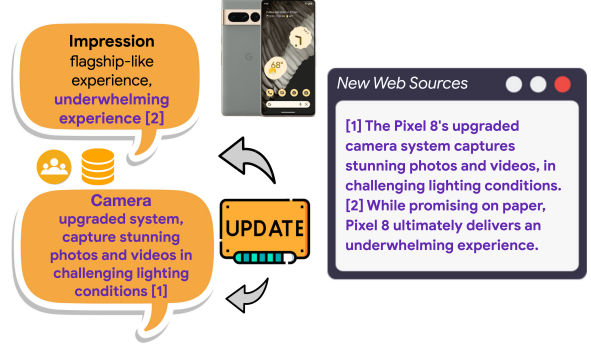 Impression
flagship-like
experience,
underwhelming
experience [2]
68°
Camera
upgraded system,
capture stunning
photos and videos in
challenging lighting
conditions [1]
UPDATE
New Web Sources
[1] The Pixel 8's upgraded
camera system captures
stunning photos and videos, in
challenging lighting conditions.
[2] While promising on paper,
Pixel 8 ultimately delivers an
underwhelming experience.